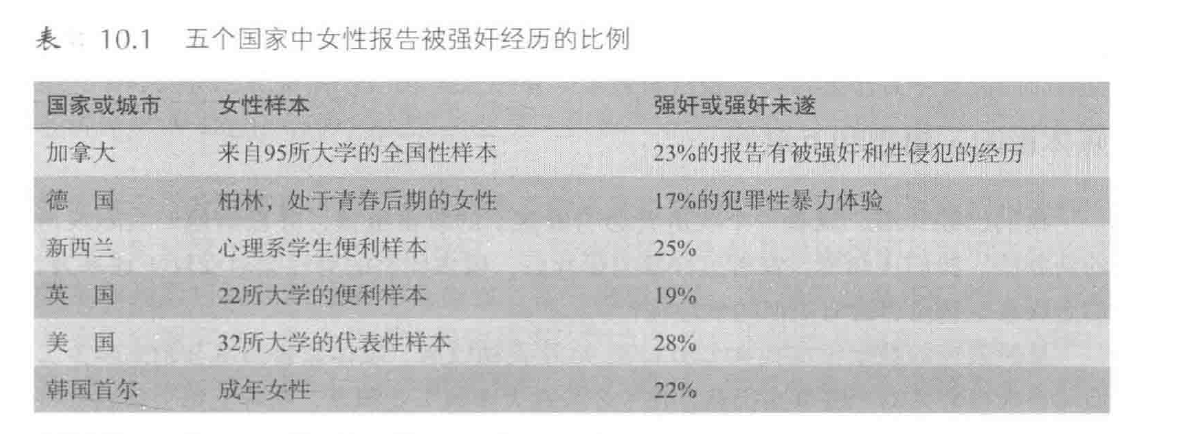 表 10.1 五个国家中女性报告被强奸经历的比例
国家或城市 女性样本 强奸或强奸未遂
加拿大 来自95所大学的全国性样本 23%的报告有被强奸和性侵犯的经历
德 国 柏林，处于青春后期的女性 17%的犯罪性暴力体验
新西兰 心理系学生便利样本 25%
英 国 22所大学的便利样本 19%
美 国 32所大学的代表性样本 28%
韩国首尔 成年女性 22%